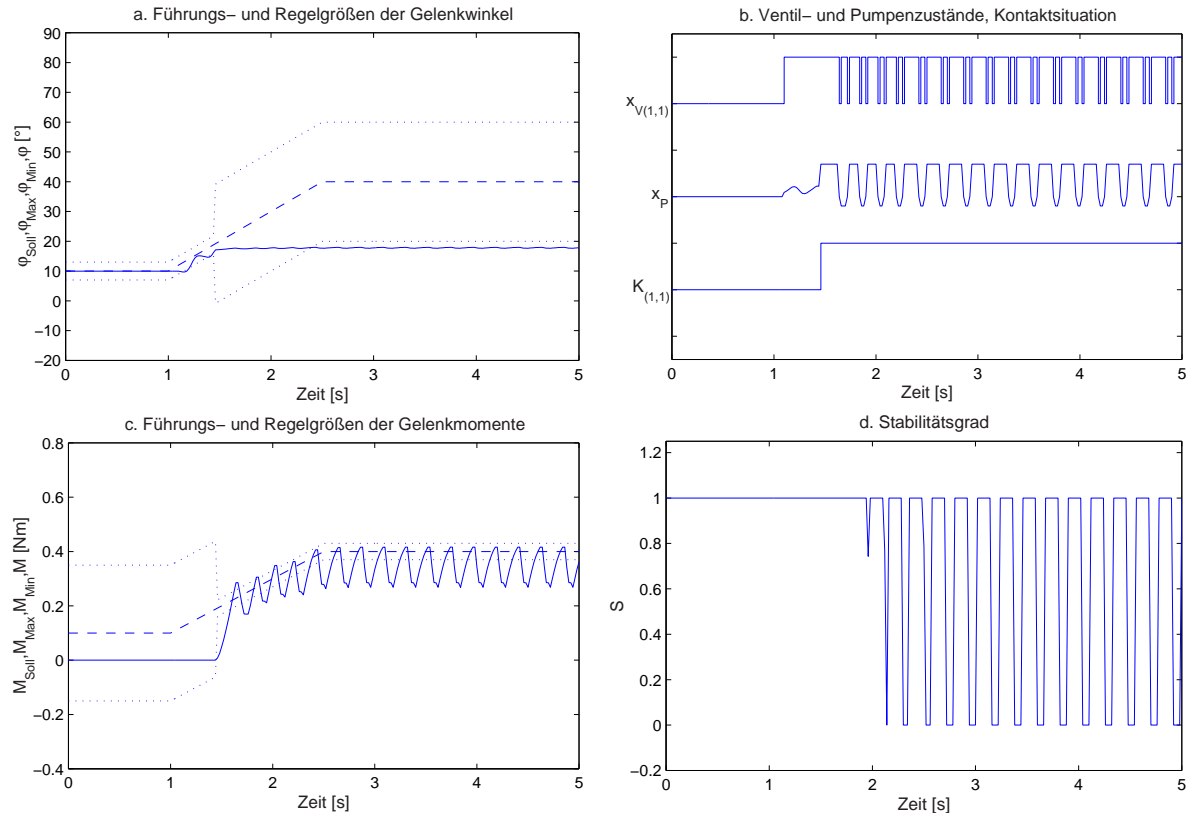 a. Führungs− und Regelgrößen der Gelenkwinkel
90
80
70
60
50
40
30
20
10
0
−10
−20
φSoll,φMax,φMin,φ [°]
0 1 2 3 4 5
Zeit [s]
b. Ventil− und Pumpenzustände, Kontaktsituation
xV(1,1)
xP
K(1,1)
0 1 2 3 4 5
Zeit [s]
c. Führungs− und Regelgrößen der Gelenkmomente
0.8
0.6
0.4
0.2
0
−0.2
−0.4
MSoll,MMax,MMin,M [Nm]
0 1 2 3 4 5
Zeit [s]
d. Stabilitätsgrad
1.2
1
0.8
0.6
0.4
0.2
0
−0.2
S
0 1 2 3 4 5
Zeit [s]